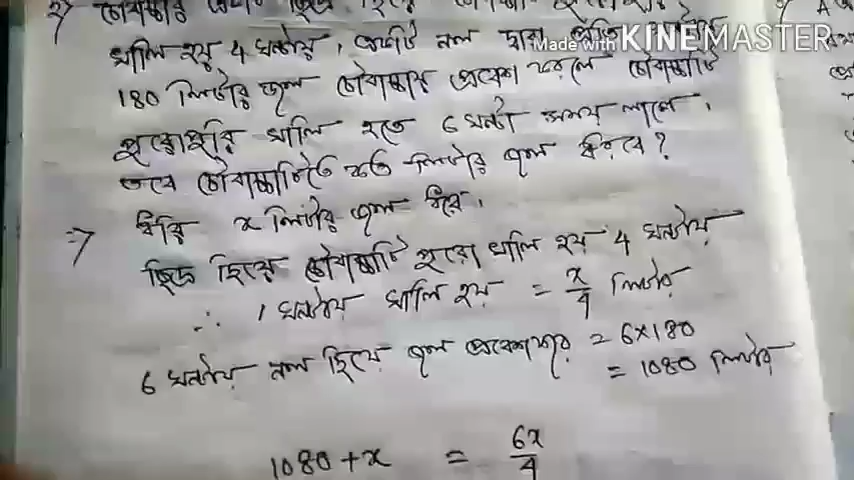 খালি হয় 4 ঘন্টায়, একটি নল দ্বারা প্রতি
Made with KINEMASTER
180 লিটার জল চৌবাচ্চায় প্রবেশ করলে চৌবাচ্চাটি
পুরোপুরি খালি হতে 6 ঘন্টা সময় লাগে,
তবে চৌবাচ্চাটিতে কত লিটার জল ধরবে?
⇒ ধরি x লিটার জল ধরে,
ছিদ্র দিয়ে চৌবাচ্চাটি পুরো খালি হয় 4 ঘন্টায়
∴ 1 ঘন্টায় খালি হয় = x/4 লিটার
6 ঘন্টায় নল দিয়ে জল প্রবেশ করে = 6×180
= 1080 লিটার
1080 + x = 6x/4